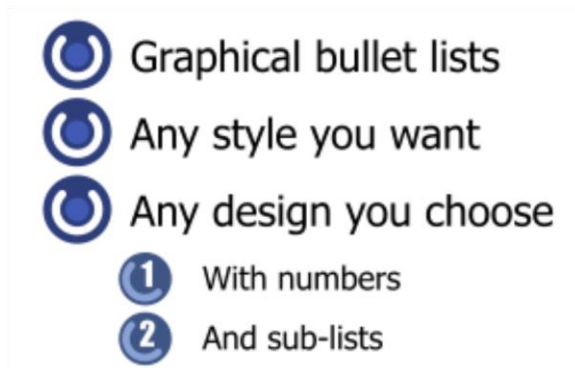 Graphical bullet lists
Any style you want
Any design you choose
1 With numbers
2 And sub-lists